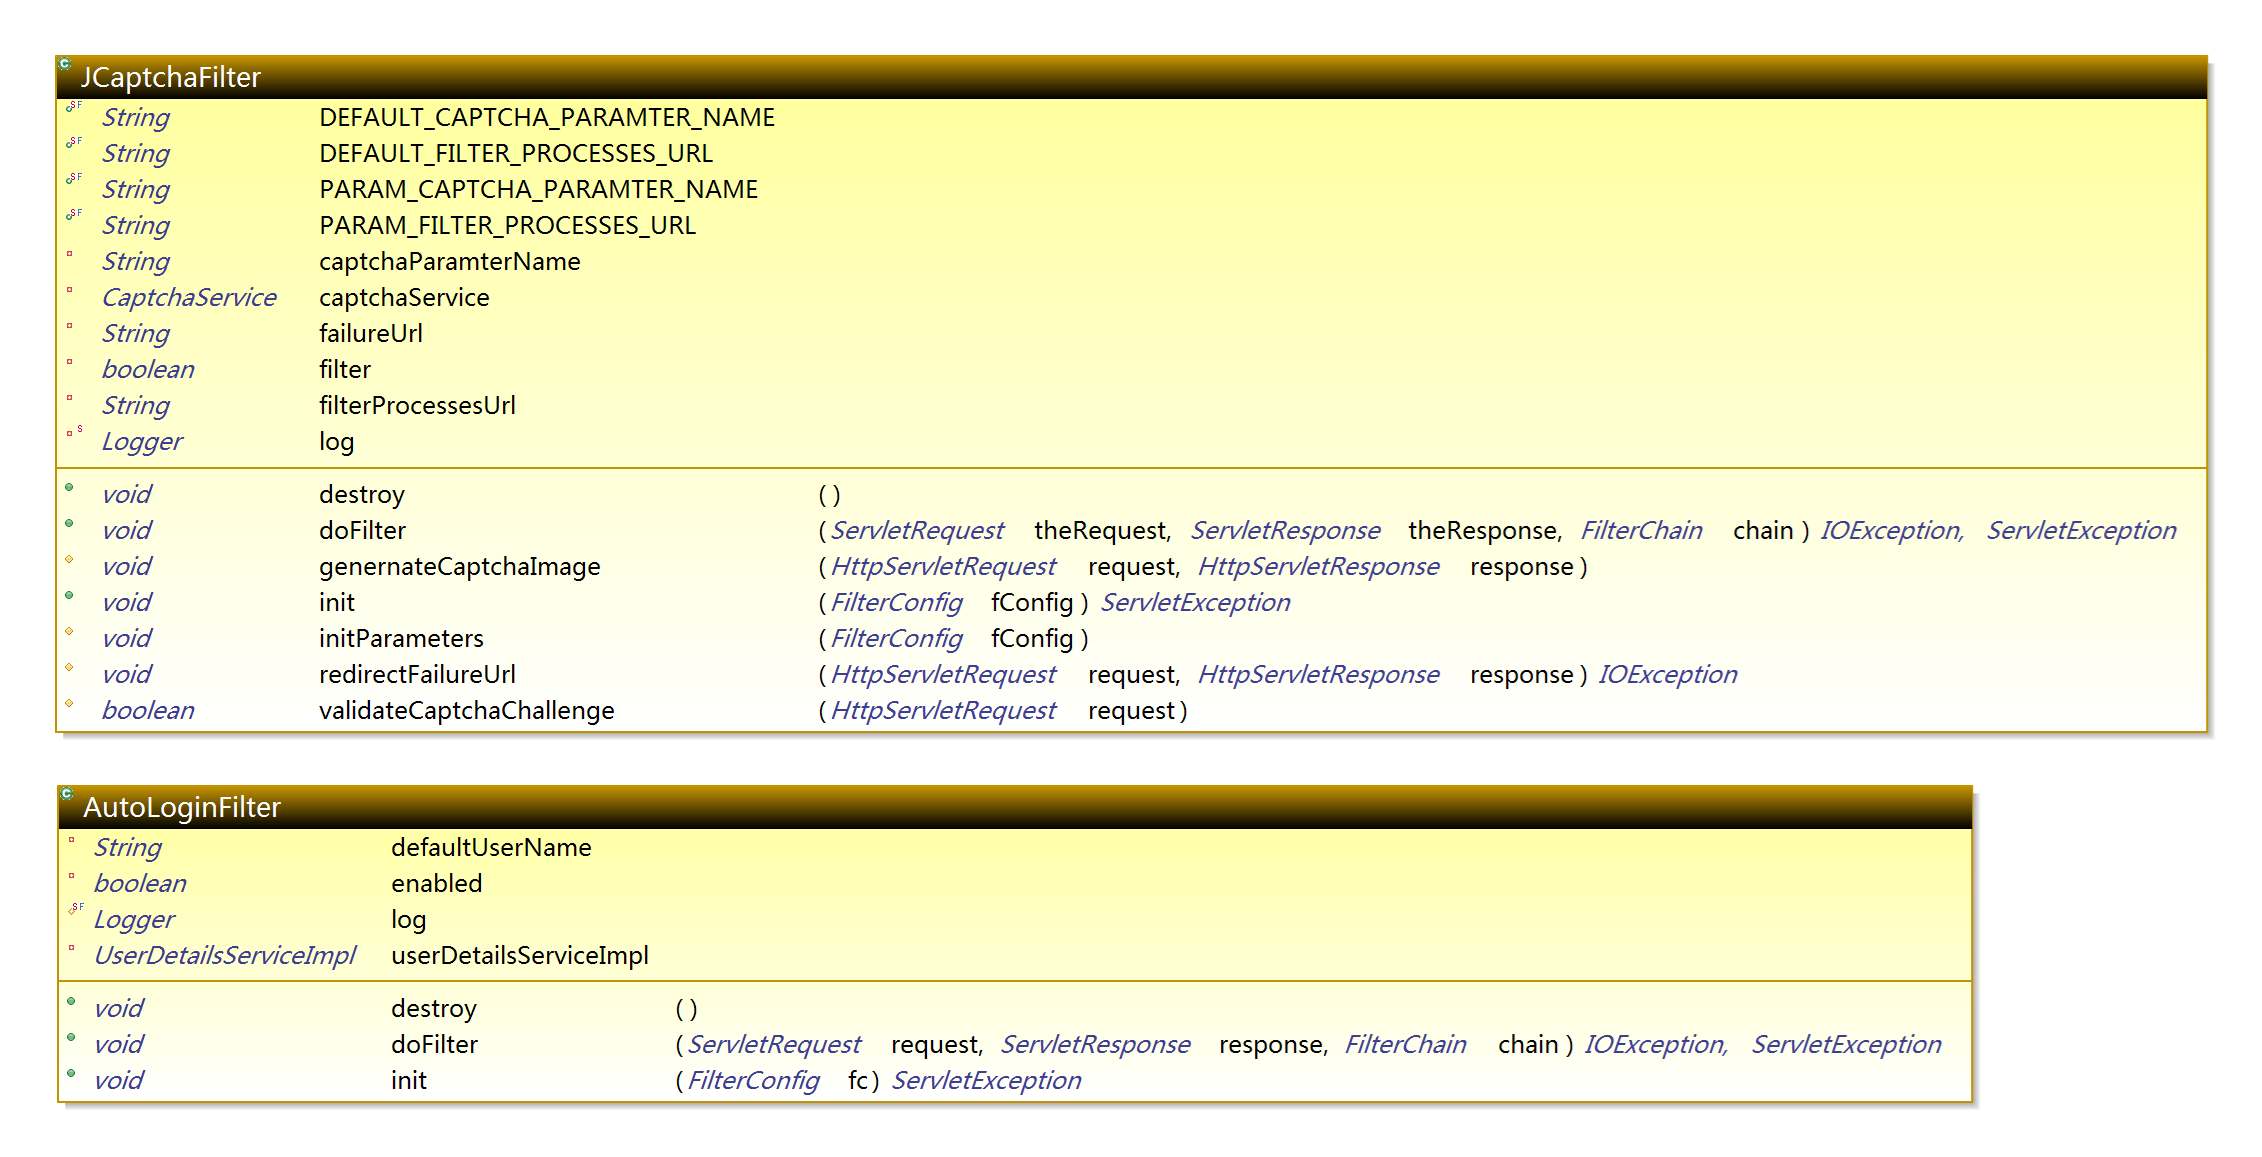 JCaptchaFilter
String DEFAULT_CAPTCHA_PARAMTER_NAME
String DEFAULT_FILTER_PROCESSES_URL
String PARAM_CAPTCHA_PARAMTER_NAME
String PARAM_FILTER_PROCESSES_URL
String captchaParamterName
CaptchaService captchaService
String failureUrl
boolean filter
String filterProcessesUrl
Logger log
void destroy ( )
void doFilter ( ServletRequest theRequest, ServletResponse theResponse, FilterChain chain ) IOException, ServletException
void genernateCaptchaImage ( HttpServletRequest request, HttpServletResponse response )
void init ( FilterConfig fConfig ) ServletException
void initParameters ( FilterConfig fConfig )
void redirectFailureUrl ( HttpServletRequest request, HttpServletResponse response ) IOException
boolean validateCaptchaChallenge ( HttpServletRequest request )
AutoLoginFilter
String defaultUserName
boolean enabled
Logger log
UserDetailsServiceImpl userDetailsServiceImpl
void destroy ( )
void doFilter ( ServletRequest request, ServletResponse response, FilterChain chain ) IOException, ServletException
void init ( FilterConfig fc ) ServletException